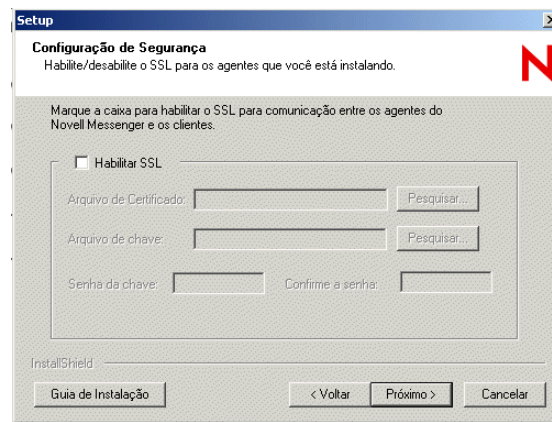 Setup
Configuração de Segurança
Habilite/desabilite o SSL para os agentes que você está instalando.
N
Marque a caixa para habilitar o SSL para comunicação entre os agentes do
Novell Messenger e os clientes.
Habilitar SSL
Arquivo de Certificado:
Pesquisar...
Arquivo de chave:
Pesquisar...
Senha da chave:
Confirme a senha:
InstallShield
Guia de Instalação
< Voltar
Próximo >
Cancelar